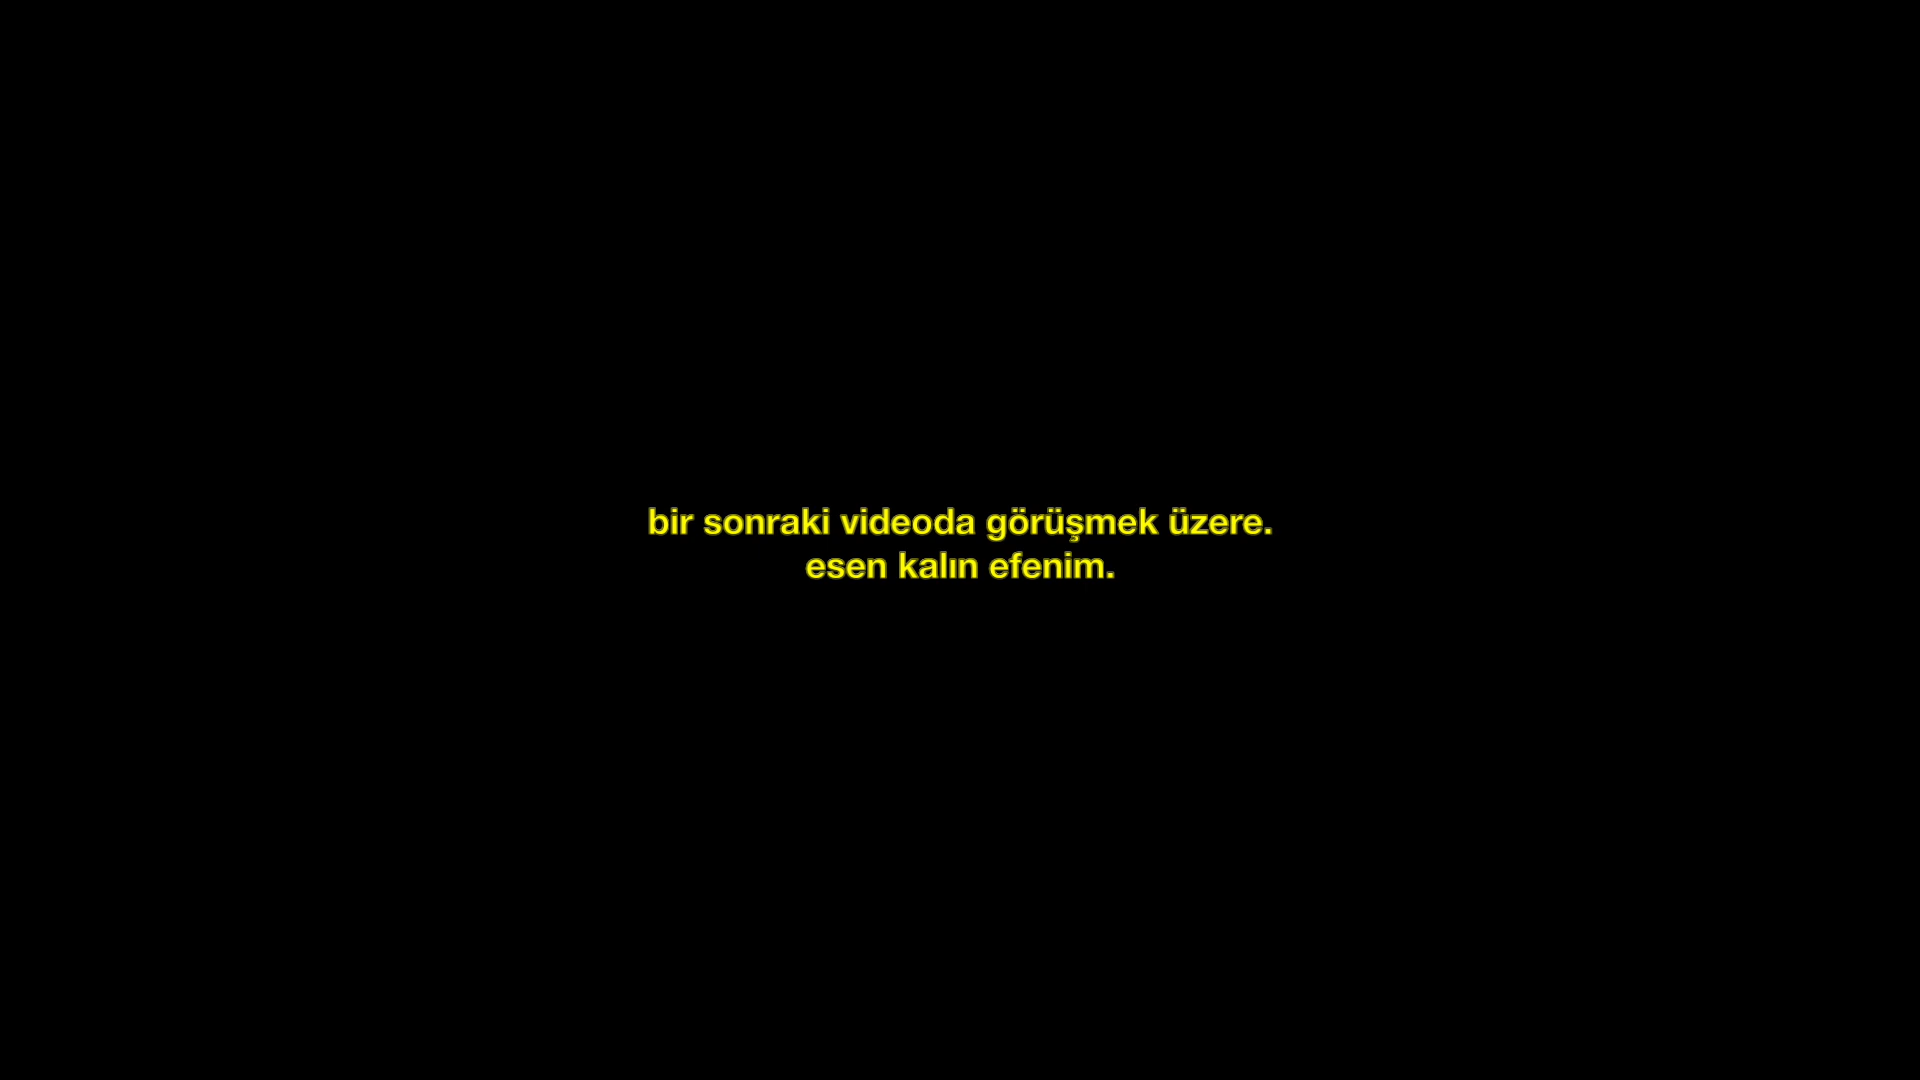 bir sonraki videoda görüşmek üzere.
esen kalın efenim.